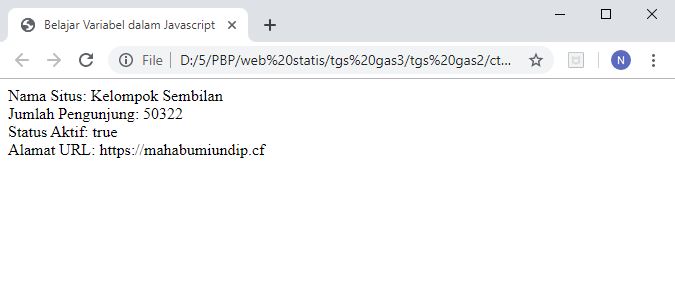 Belajar Variabel dalam Javascript
File
D:/5/PBP/web%20statis/tgs%20gas3/tgs%20gas2/ct...
N
Nama Situs: Kelompok Sembilan
Jumlah Pengunjung: 50322
Status Aktif: true
Alamat URL: https://mahabumiundip.cf